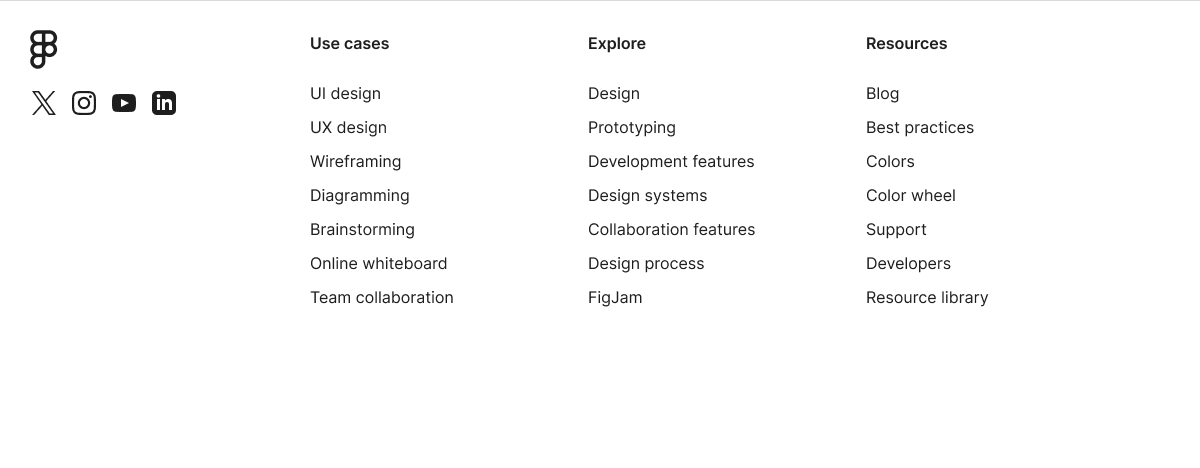 Use cases
UI design
UX design
Wireframing
Diagramming
Brainstorming
Online whiteboard
Team collaboration
Explore
Design
Prototyping
Development features
Design systems
Collaboration features
Design process
FigJam
Resources
Blog
Best practices
Colors
Color wheel
Support
Developers
Resource library